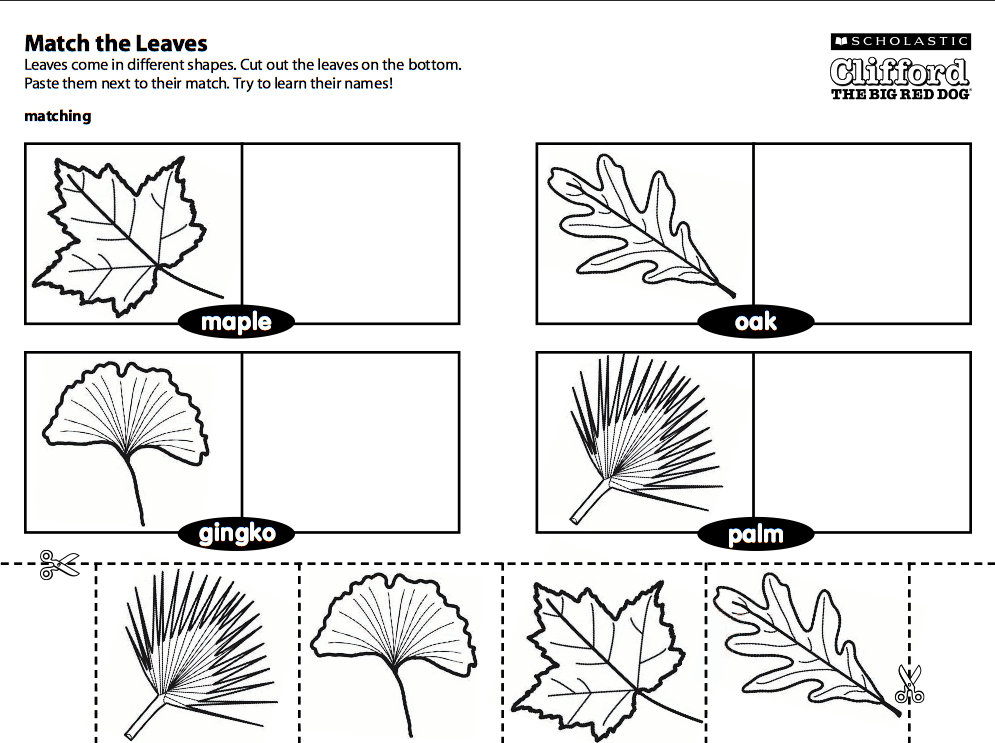 Match the Leaves
Leaves come in different shapes. Cut out the leaves on the bottom.
Paste them next to their match. Try to learn their names!
matching
SCHOLASTIC
Clifford
THE BIG RED DOG
maple
oak
gingko
palm